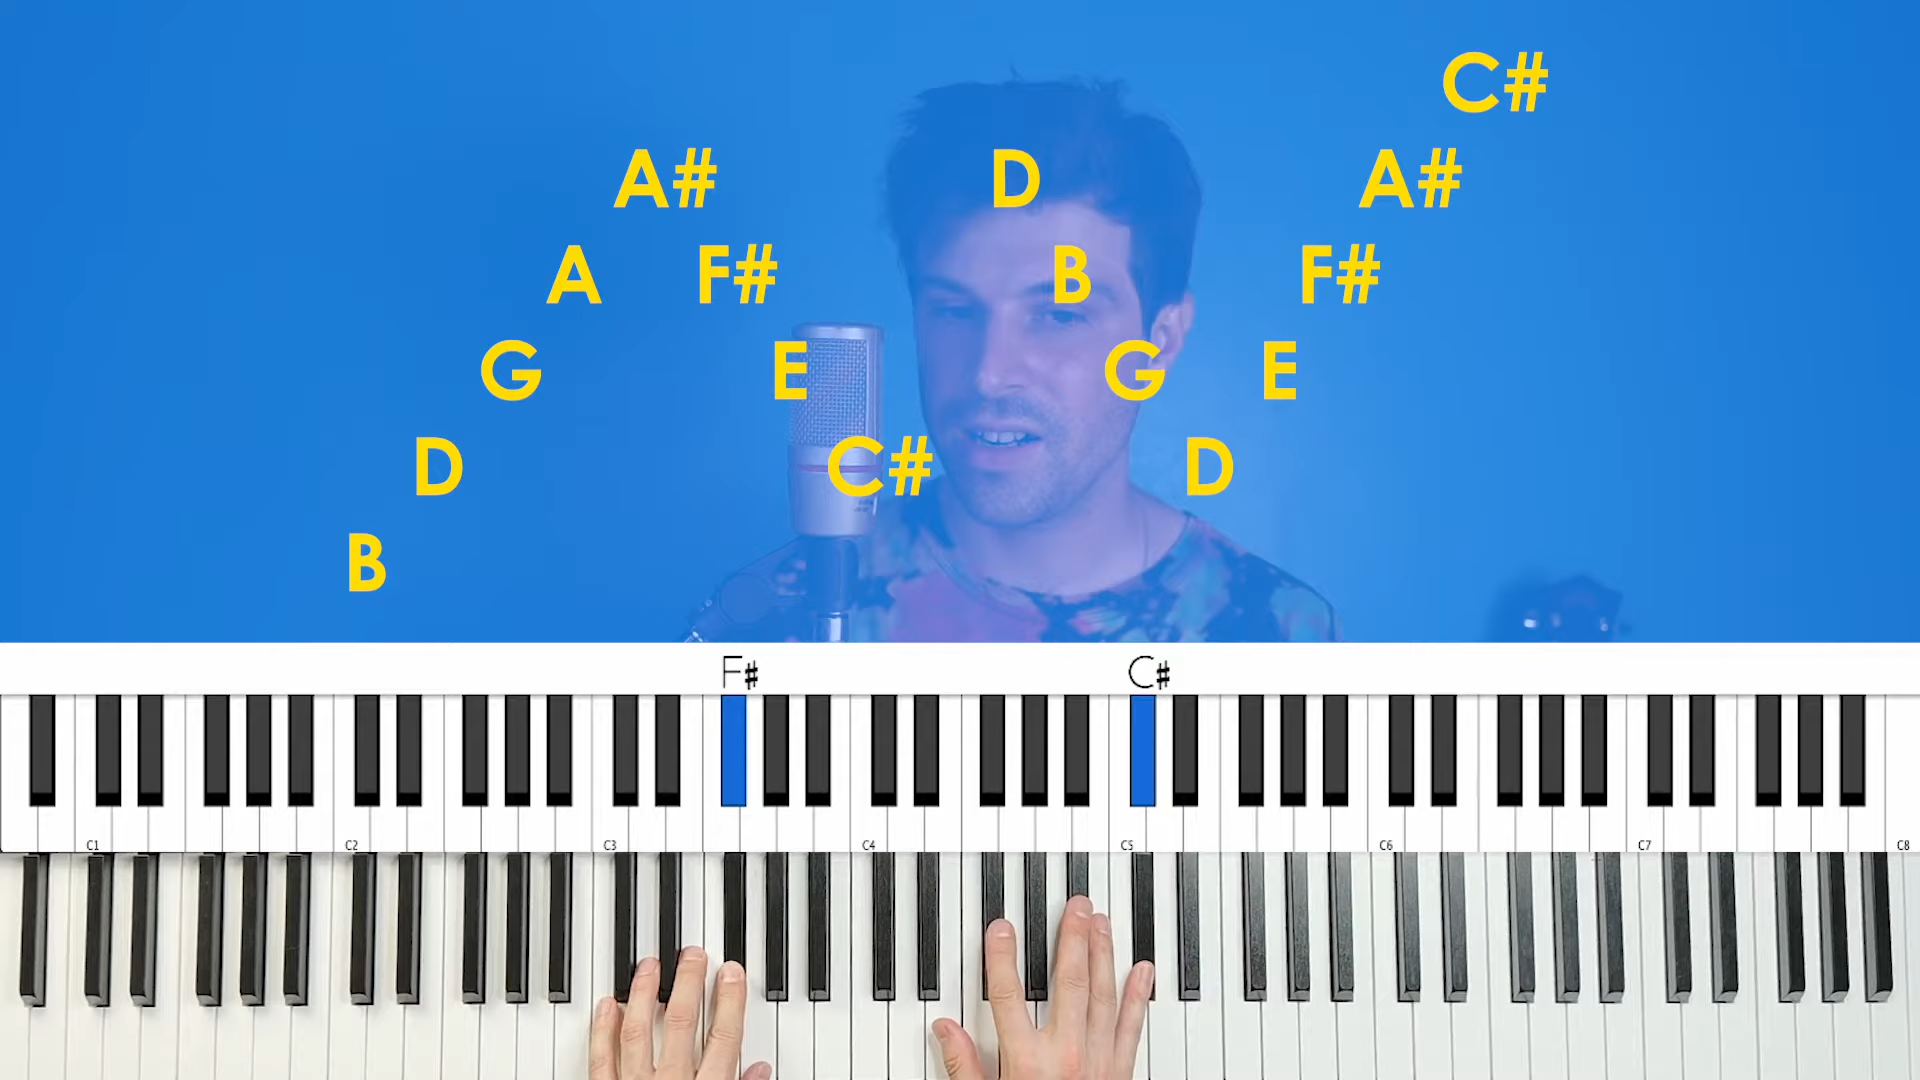 C#
A# D A#
A F# B F#
G E G E
D C# D
B
F# C#
C1 C2 C3 C4 C5 C6 C7 C8